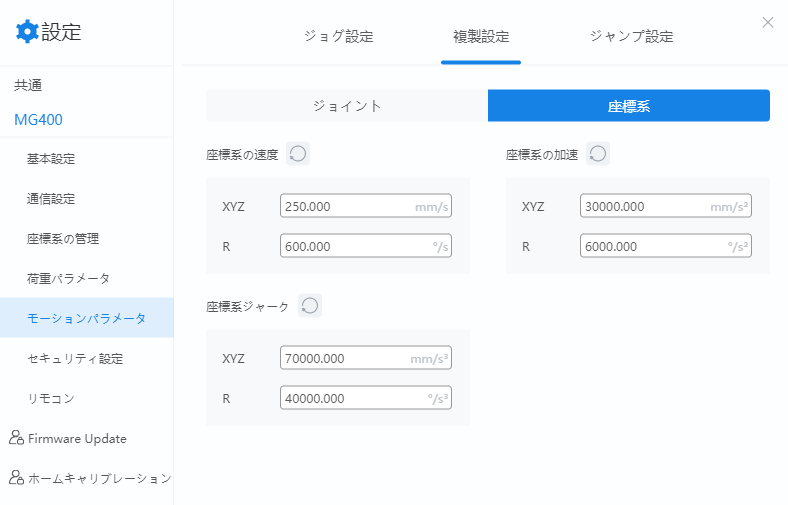 設定
共通
MG400
基本設定
通信設定
座標系の管理
荷重パラメータ
モーションパラメータ
セキュリティ設定
リモコン
Firmware Update
ホームキャリブレーション
ジョグ設定 複製設定 ジャンプ設定
ジョイント 座標系
座標系の速度
XYZ 250.000 mm/s
R 600.000 °/s
座標系の加速
XYZ 30000.000 mm/s²
R 6000.000 °/s²
座標系ジャーク
XYZ 70000.000 mm/s³
R 40000.000 °/s³